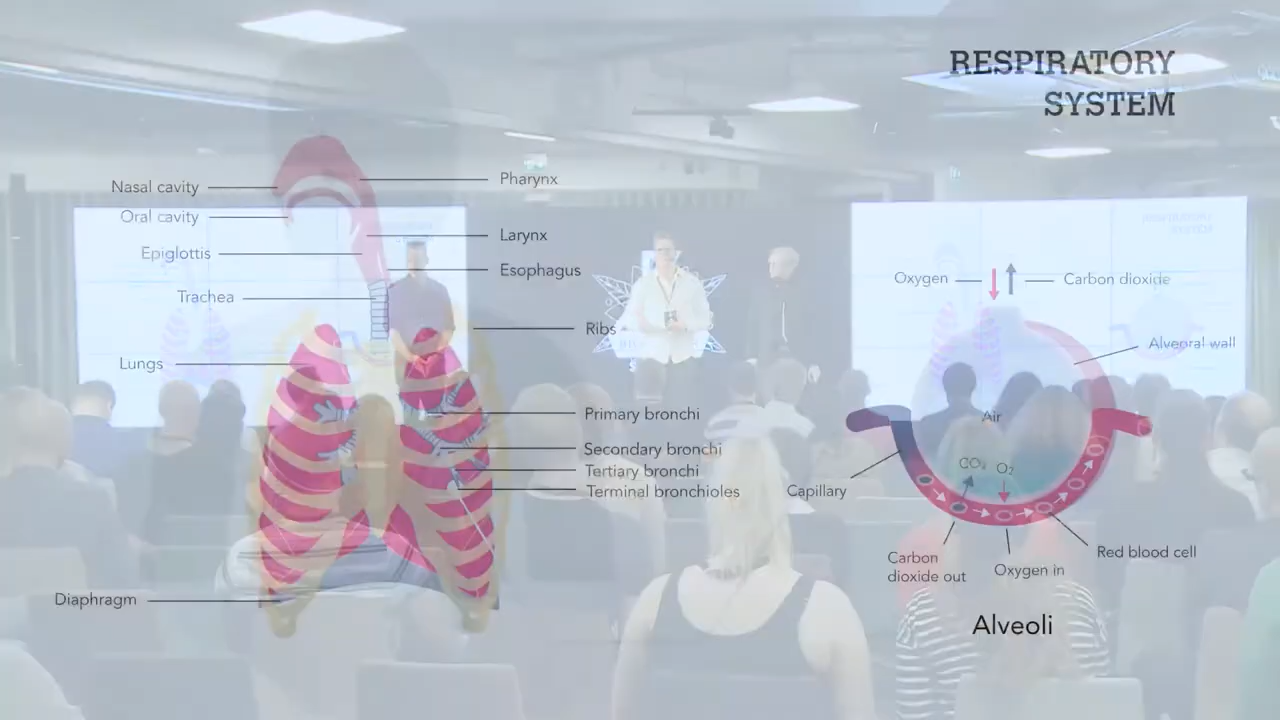 RESPIRATORY
SYSTEM
Nasal cavity
Oral cavity
Epiglottis
Trachea
Lungs
Diaphragm
Pharynx
Larynx
Esophagus
Ribs
Primary bronchi
Secondary bronchi
Tertiary bronchi
Terminal bronchioles
Oxygen
Carbon dioxide
Alveoral wall
Air
CO₂
O₂
Capillary
Carbon
dioxide out
Oxygen in
Red blood cell
Alveoli